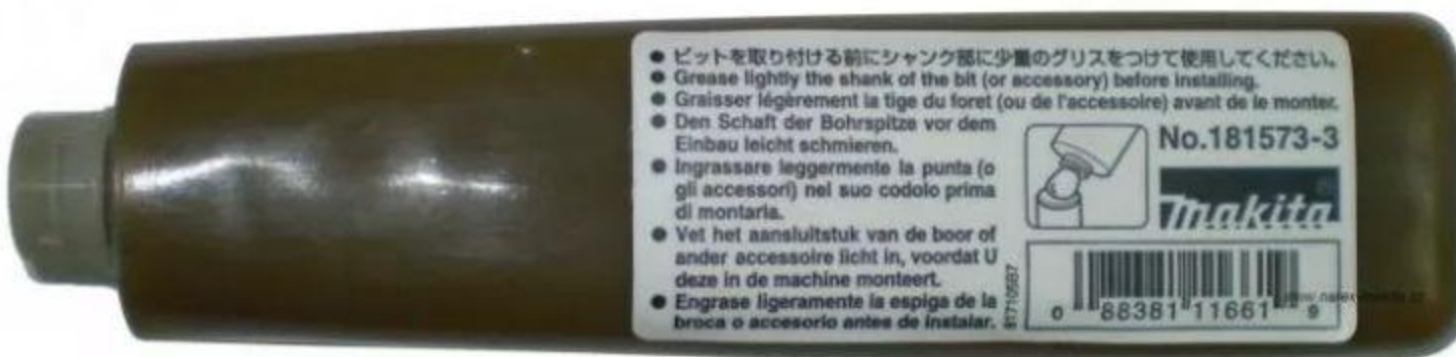 ● ビットを取り付ける前にシャンク部に少量のグリスをつけて使用してください。
● Grease lightly the shank of the bit (or accessory) before installing.
● Graisser légèrement la tige du foret (ou de l'accessoire) avant de le monter.
● Den Schaft der Bohrspitze vor dem
Einbau leicht schmieren.
● Ingrassare leggermente la punta (o
gli accessori) nel suo codolo prima
di montarla.
● Vet het aansluitstuk van de boor of
ander accessoire licht in, voordat U
deze in de machine monteert.
● Engrase ligeramente la espiga de la
broca o accesorio antes de instalar.
No.181573-3
makita
817105B7
0 88381 11661 9